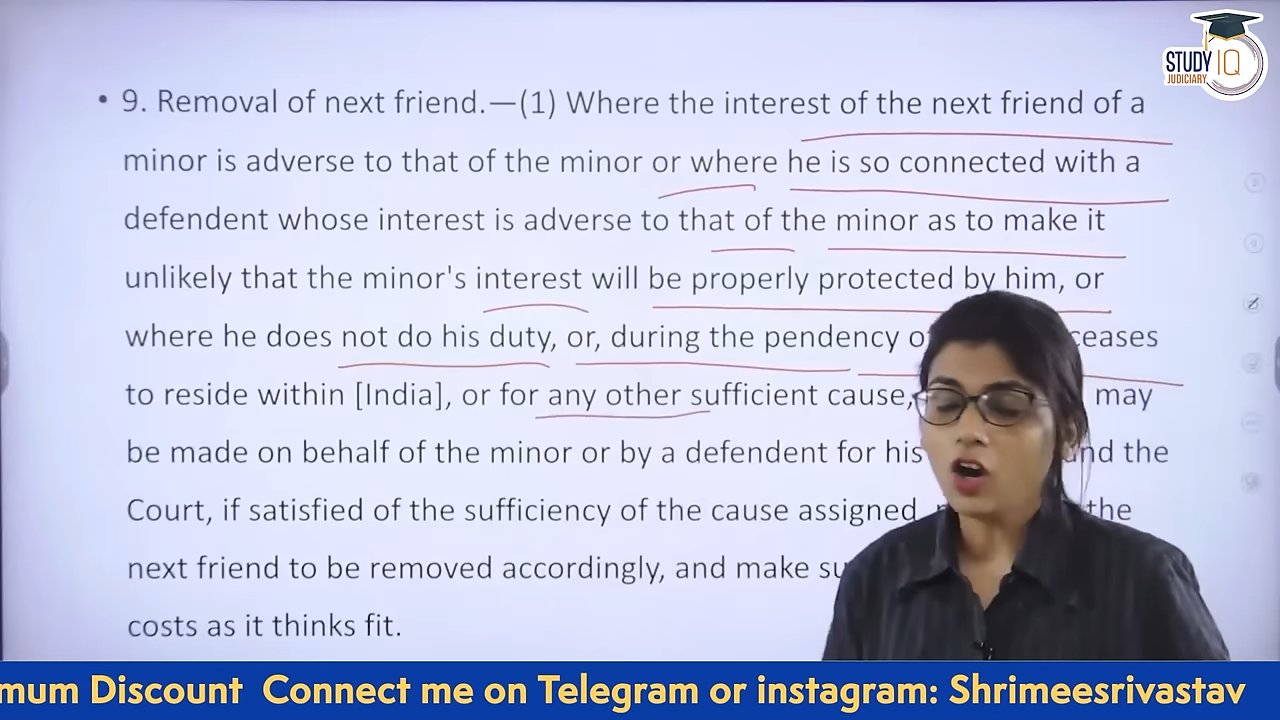 STUDY IQ
JUDICIARY
• 9. Removal of next friend.—(1) Where the interest of the next friend of a
minor is adverse to that of the minor or where he is so connected with a
defendent whose interest is adverse to that of the minor as to make it
unlikely that the minor's interest will be properly protected by him, or
where he does not do his duty, or, during the pendency ceases
to reside within [India], or for any other sufficient cause, may
be made on behalf of the minor or by a defendent for his and the
Court, if satisfied of the sufficiency of the cause assigned, the
next friend to be removed accordingly, and make
costs as it thinks fit.
mum Discount Connect me on Telegram or instagram: Shrimeesrivastav